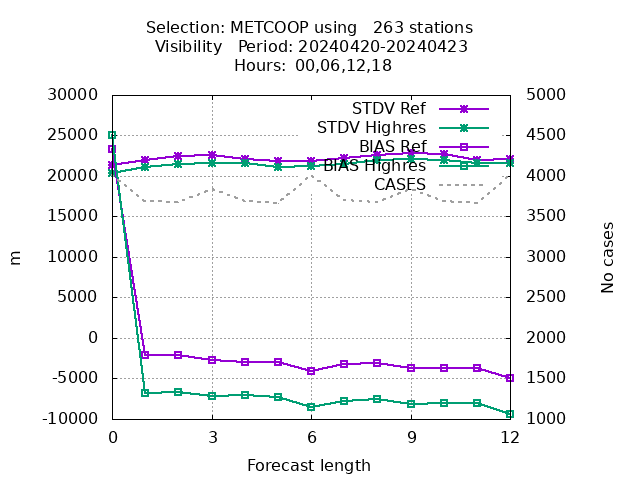 Selection: METCOOP using 263 stations
Visibility Period: 20240420-20240423
Hours: 00,06,12,18
30000
25000
20000
15000
10000
5000
0
-5000
-10000
5000
4500
4000
3500
3000
2500
2000
1500
1000
STDV Ref
STDV Highres
BIAS Ref
BIAS Highres
CASES
m
No cases
0 3 6 9 12
Forecast length